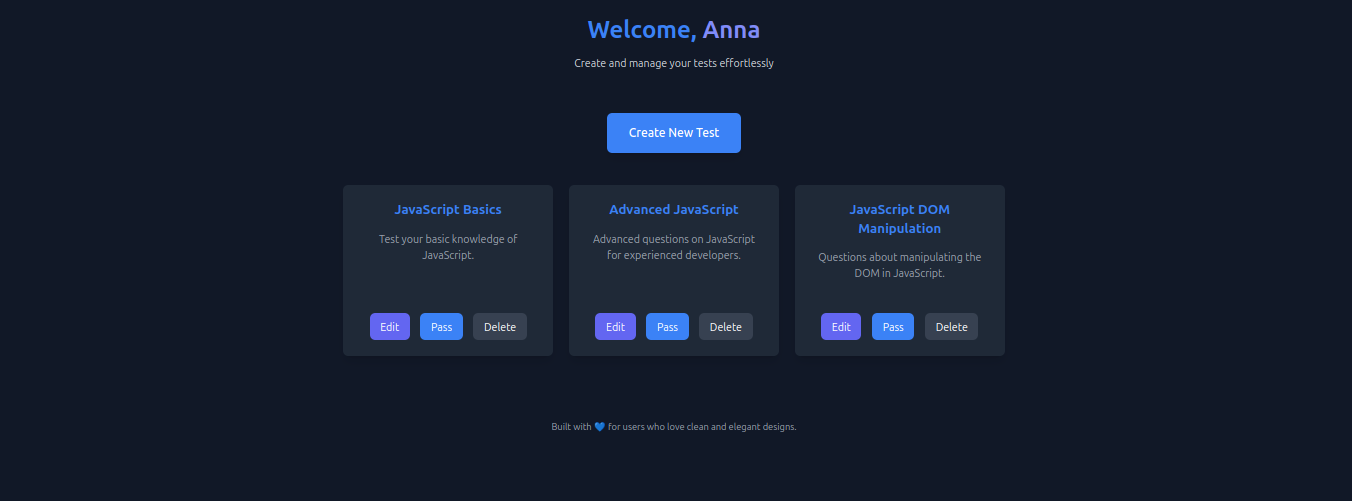 Welcome, Anna
Create and manage your tests effortlessly
Create New Test
JavaScript Basics
Test your basic knowledge of
JavaScript.
Edit Pass Delete
Advanced JavaScript
Advanced questions on JavaScript
for experienced developers.
Edit Pass Delete
JavaScript DOM
Manipulation
Questions about manipulating the
DOM in JavaScript.
Edit Pass Delete
Built with 💙 for users who love clean and elegant designs.